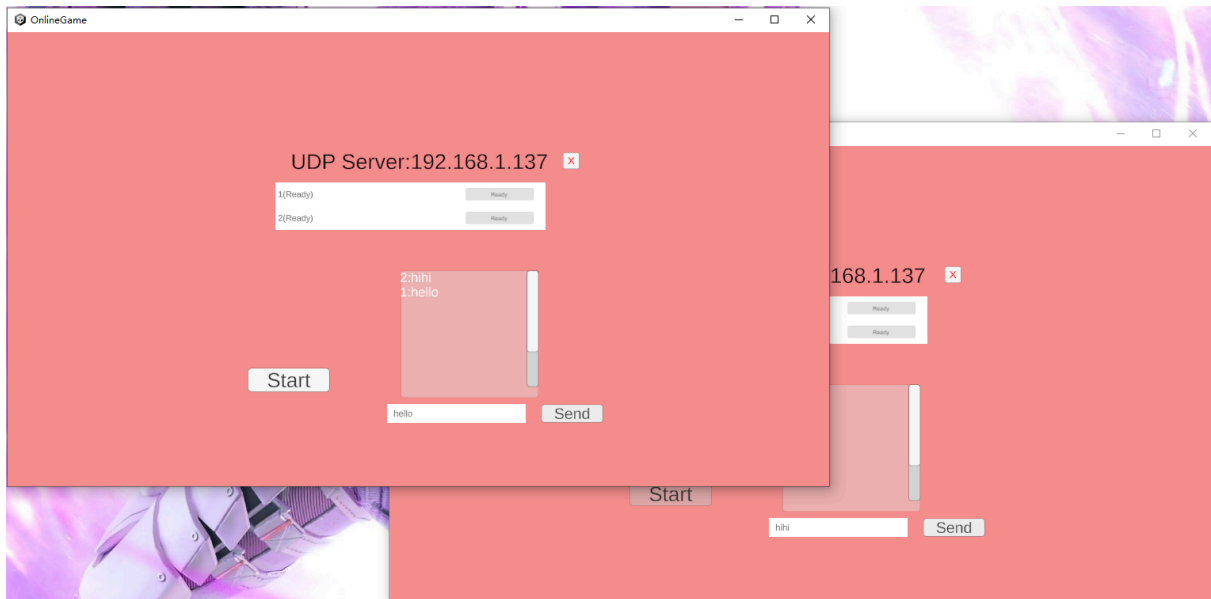 OnlineGame
UDP Server:192.168.1.137
X
1(Ready)
Ready
2(Ready)
Ready
2:hihi
1:hello
Start
hello
Send
168.1.137
X
Ready
Ready
Start
hihi
Send